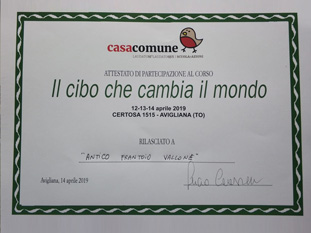 casacomune
ATTESTATO DI PARTECIPAZIONE AL CORSO
Il cibo che cambia il mondo
12-13-14 aprile 2019
CERTOSA 1515 - AVIGLIANA (TO)
RILASCIATO A
"ANTICO FRANTOIO VALLONE"
Avigliana, 14 aprile 2019